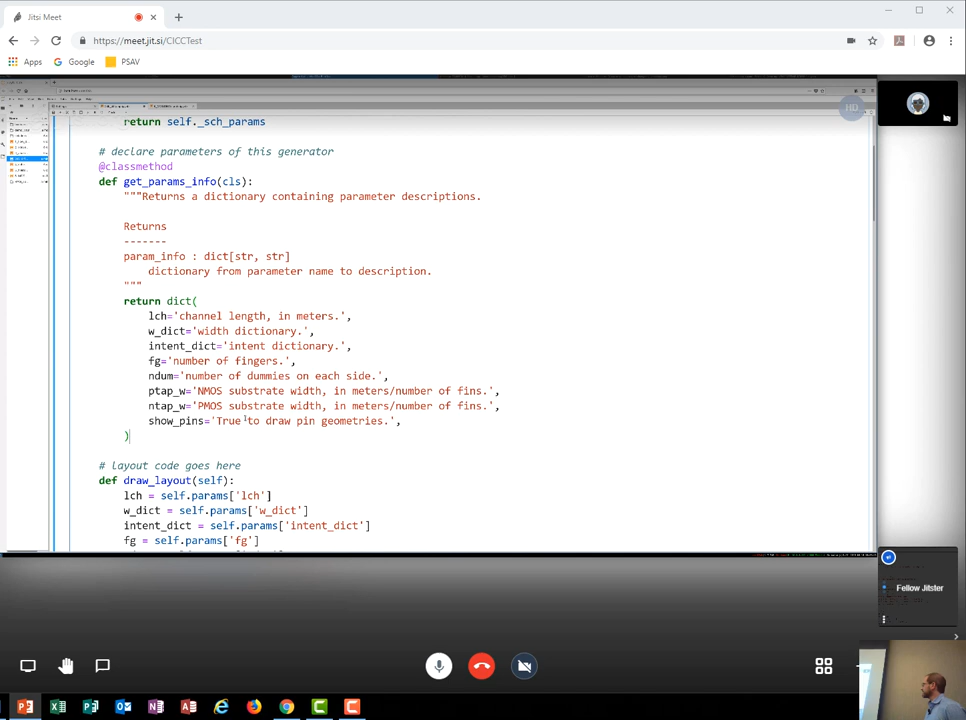 Jitsi Meet
https://meet.jit.si/CICCTest
Apps
Google
PSAV
HD
return self._sch_params
# declare parameters of this generator
@classmethod
def get_params_info(cls):
"""Returns a dictionary containing parameter descriptions.
Returns
-------
param_info : dict[str, str]
dictionary from parameter name to description.
"""
return dict(
lch='channel length, in meters.',
w_dict='width dictionary.',
intent_dict='intent dictionary.',
fg='number of fingers.',
ndum='number of dummies on each side.',
ptap_w='NMOS substrate width, in meters/number of fins.',
ntap_w='PMOS substrate width, in meters/number of fins.',
show_pins='True to draw pin geometries.',
)
# layout code goes here
def draw_layout(self):
lch = self.params['lch']
w_dict = self.params['w_dict']
intent_dict = self.params['intent_dict']
fg = self.params['fg']
Fellow Jitster